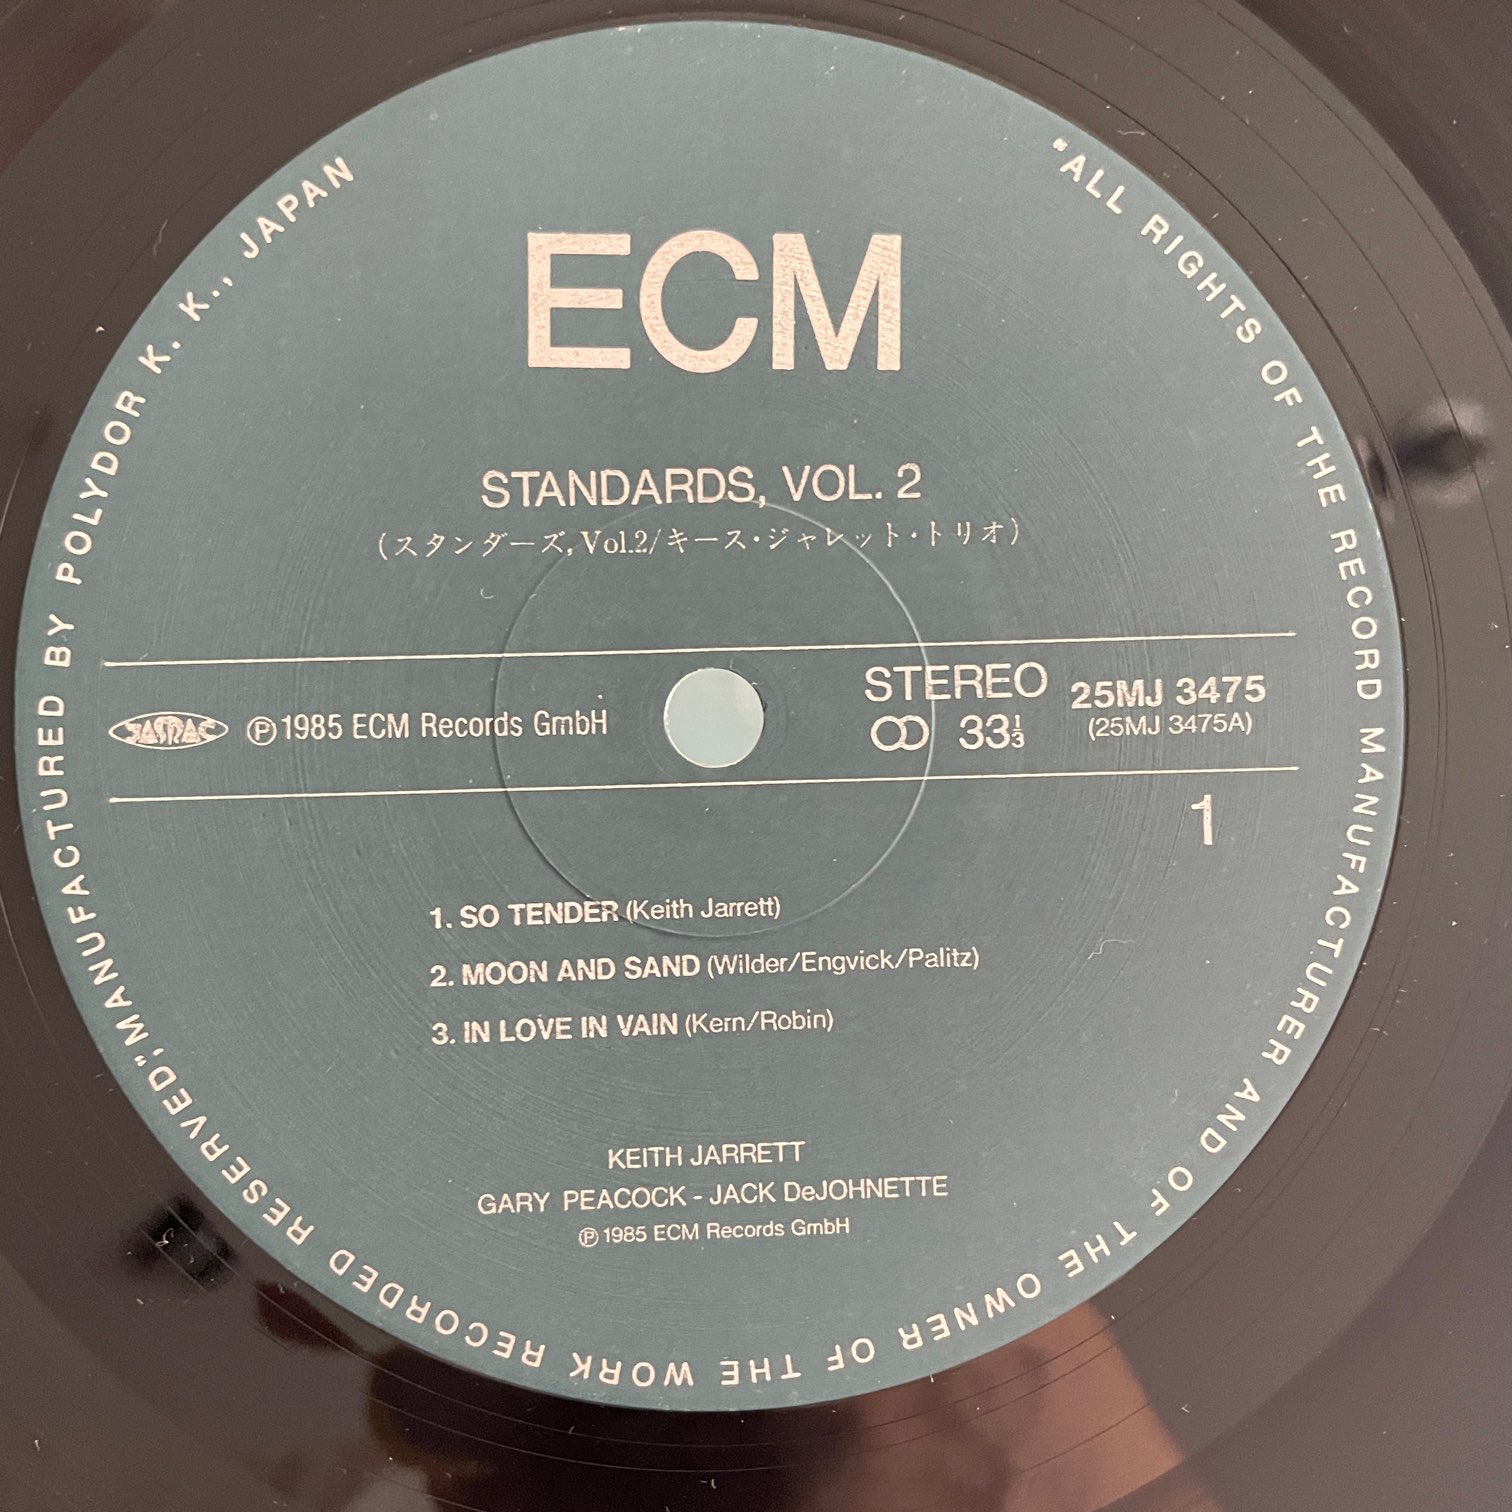 ECM
STANDARDS, VOL. 2
(スタンダーズ, Vol.2/キース・ジャレット・トリオ)
JASRAC ℗1985 ECM Records GmbH
STEREO 25MJ 3475
33⅓ (25MJ 3475A)
1
1. SO TENDER (Keith Jarrett)
2. MOON AND SAND (Wilder/Engvick/Palitz)
3. IN LOVE IN VAIN (Kern/Robin)
KEITH JARRETT
GARY PEACOCK - JACK DeJOHNETTE
℗1985 ECM Records GmbH
"ALL RIGHTS OF THE RECORD MANUFACTURER AND OF THE OWNER OF THE WORK RECORDED RESERVED," MANUFACTURED BY POLYDOR K. K., JAPAN